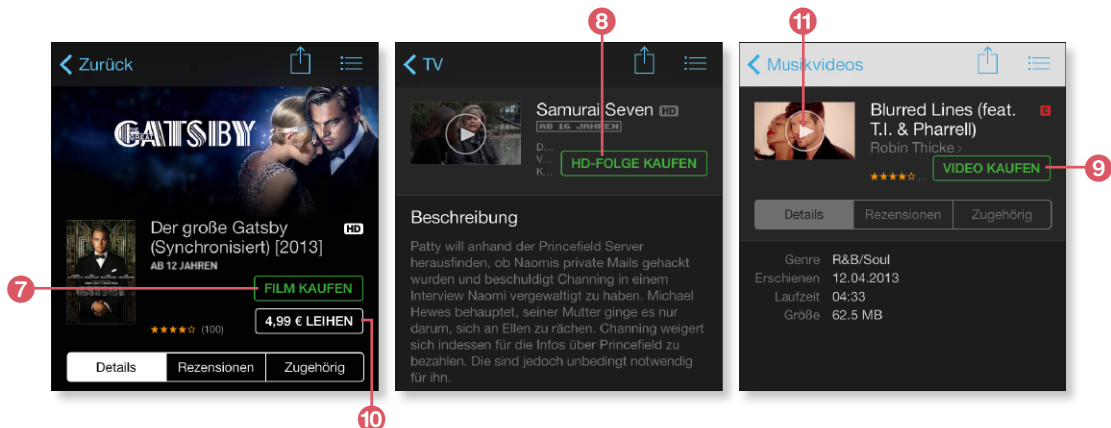 8
11
Zurück
GATSBY
Der große Gatsby
(Synchronisiert) [2013]
HD
AB 12 JAHREN
7
FILM KAUFEN
4,99 € LEIHEN
(100)
Details
Rezensionen
Zugehörig
10
TV
Samurai Seven HD
AB 16 JAHREN
D...
V...
K...
HD-FOLGE KAUFEN
Beschreibung
Patty will anhand der Princefield Server
herausfinden, ob Naomis private Mails gehackt
wurden und beschuldigt Channing in einem
Interview Naomi vergewaltigt zu haben. Michael
Hewes behauptet, seiner Mutter ginge es nur
darum, sich an Ellen zu rächen. Channing weigert
sich indessen für die Infos über Princefield zu
bezahlen. Die sind jedoch unbedingt notwendig
für ihn.
Musikvideos
Blurred Lines (feat.
T.I. & Pharrell)
E
Robin Thicke
...
VIDEO KAUFEN
9
Details
Rezensionen
Zugehörig
Genre R&B/Soul
Erschienen 12.04.2013
Laufzeit 04:33
Größe 62.5 MB